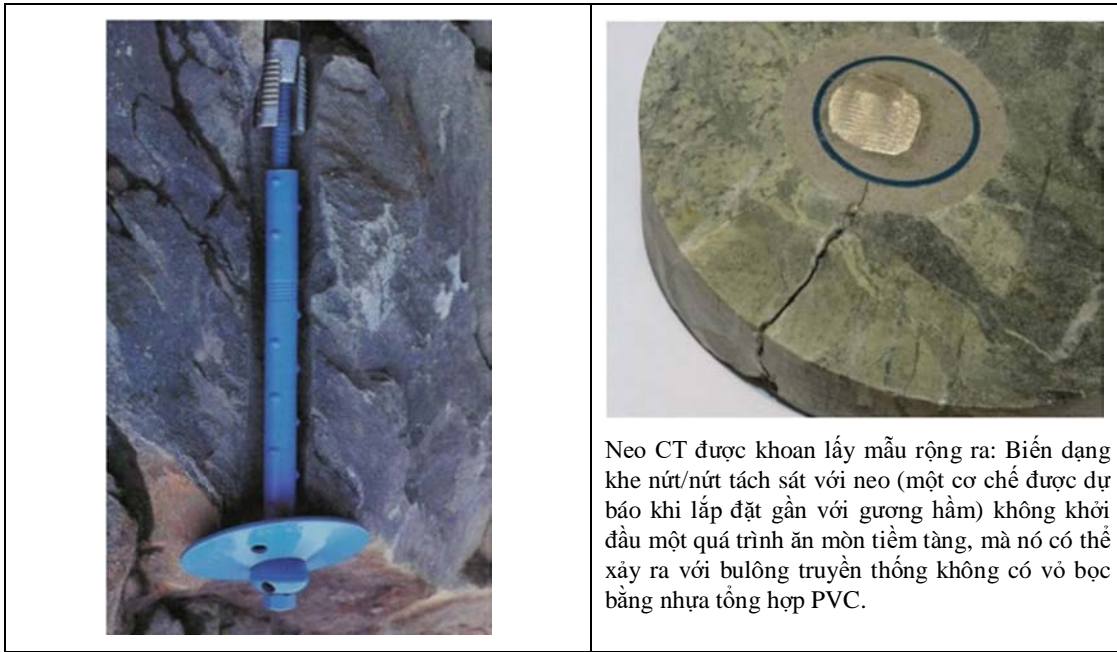 Neo CT được khoan lấy mẫu rộng ra: Biến dạng
khe nứt/nứt tách sát với neo (một cơ chế được dự
báo khi lắp đặt gần với gương hầm) không khởi
đầu một quá trình ăn mòn tiềm tàng, mà nó có thể
xảy ra với bulông truyền thống không có vỏ bọc
bằng nhựa tổng hợp PVC.